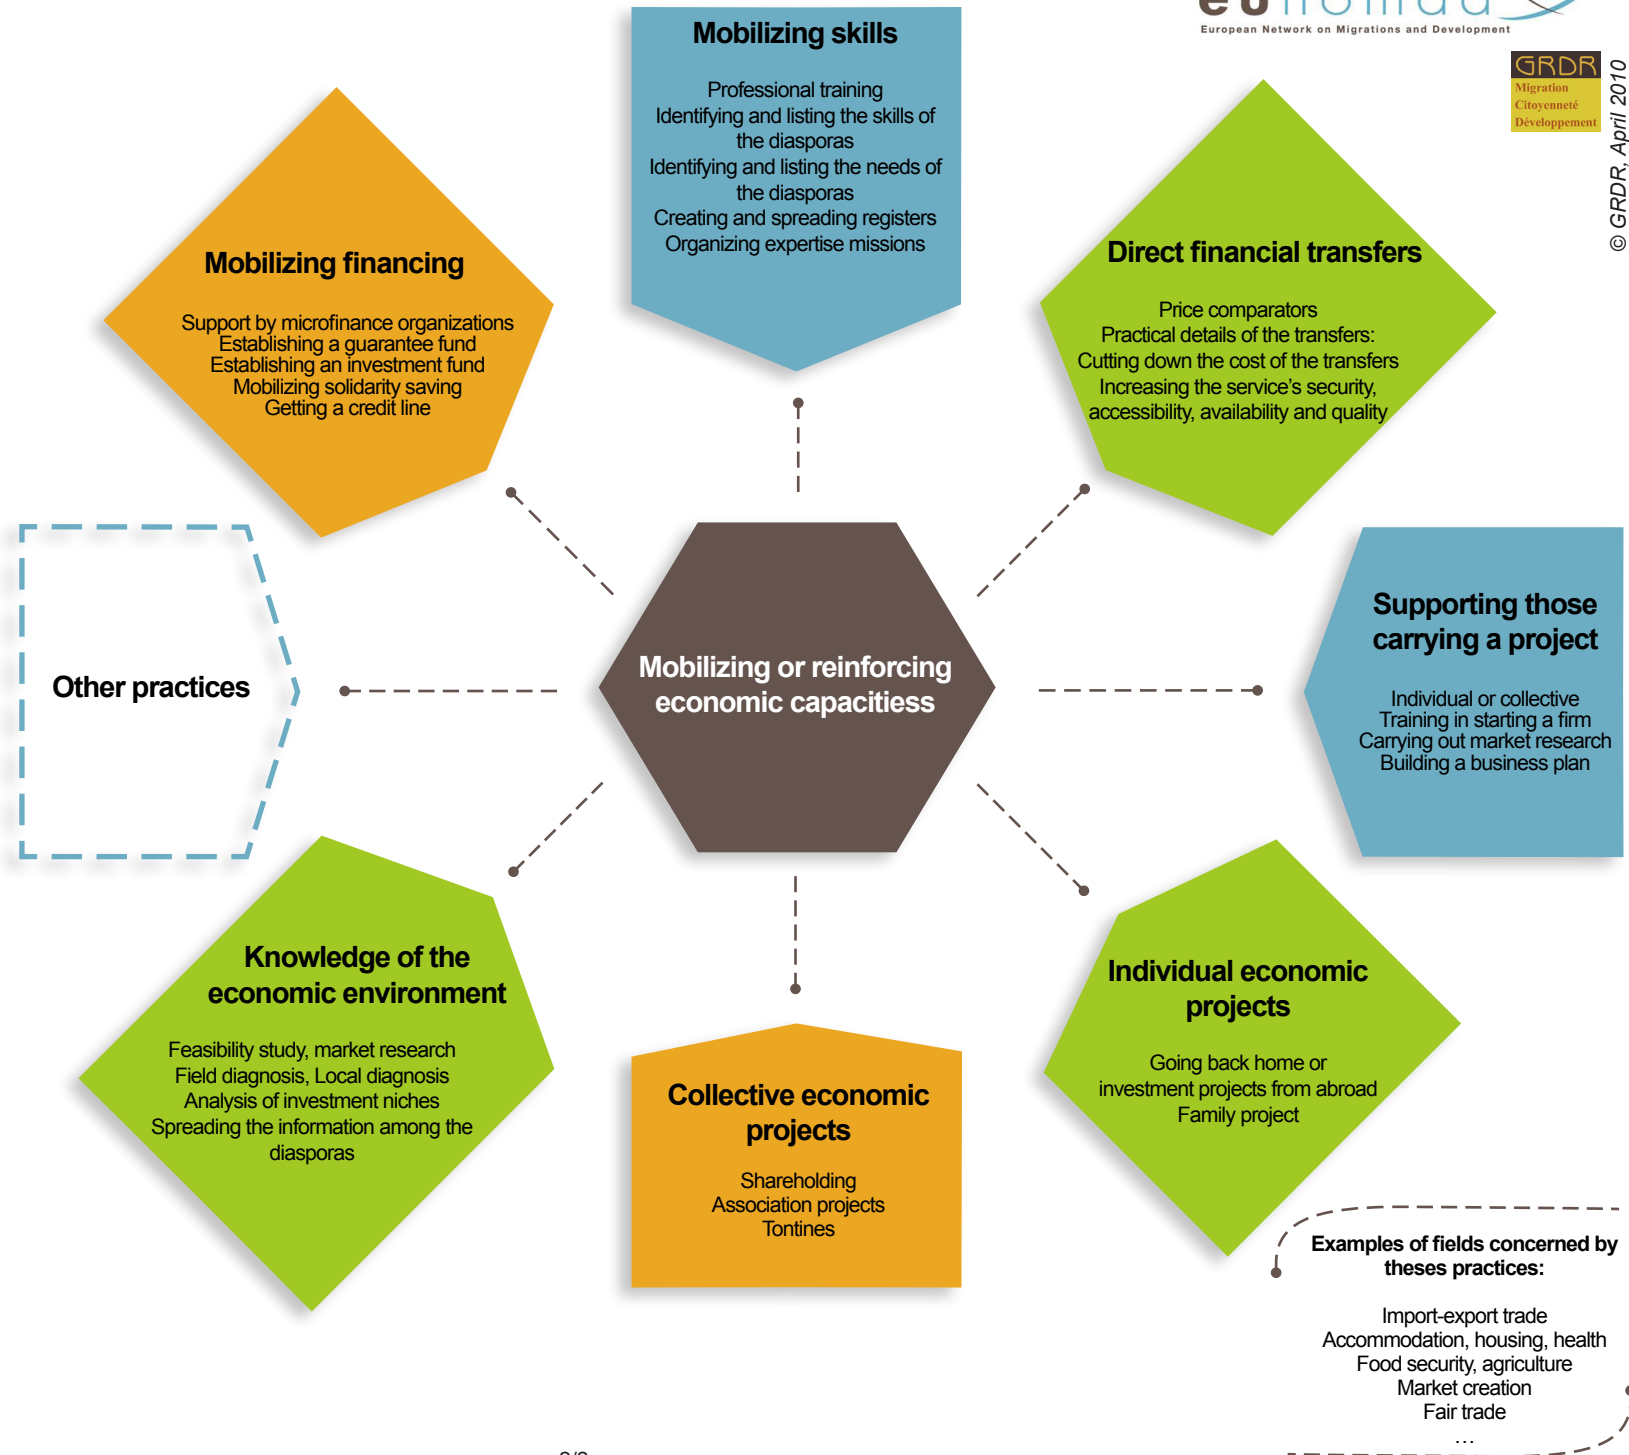 European Network on Migrations and Development
GRDR
Migration
Citoyenneté
Développement
© GRDR, April 2010
Mobilizing skills
Professional training
Identifying and listing the skills of
the diasporas
Identifying and listing the needs of
the diasporas
Creating and spreading registers
Organizing expertise missions
Mobilizing financing
Support by microfinance organizations
Establishing a guarantee fund
Establishing an investment fund
Mobilizing solidarity saving
Getting a credit line
Direct financial transfers
Price comparators
Practical details of the transfers:
Cutting down the cost of the transfers
Increasing the service's security,
accessibility, availability and quality
Other practices
Mobilizing or reinforcing
economic capacitiess
Supporting those
carrying a project
Individual or collective
Training in starting a firm
Carrying out market research
Building a business plan
Knowledge of the
economic environment
Feasibility study, market research
Field diagnosis, Local diagnosis
Analysis of investment niches
Spreading the information among the
diasporas
Collective economic
projects
Shareholding
Association projects
Tontines
Individual economic
projects
Going back home or
investment projects from abroad
Family project
Examples of fields concerned by
theses practices:
Import-export trade
Accommodation, housing, health
Food security, agriculture
Market creation
Fair trade
…